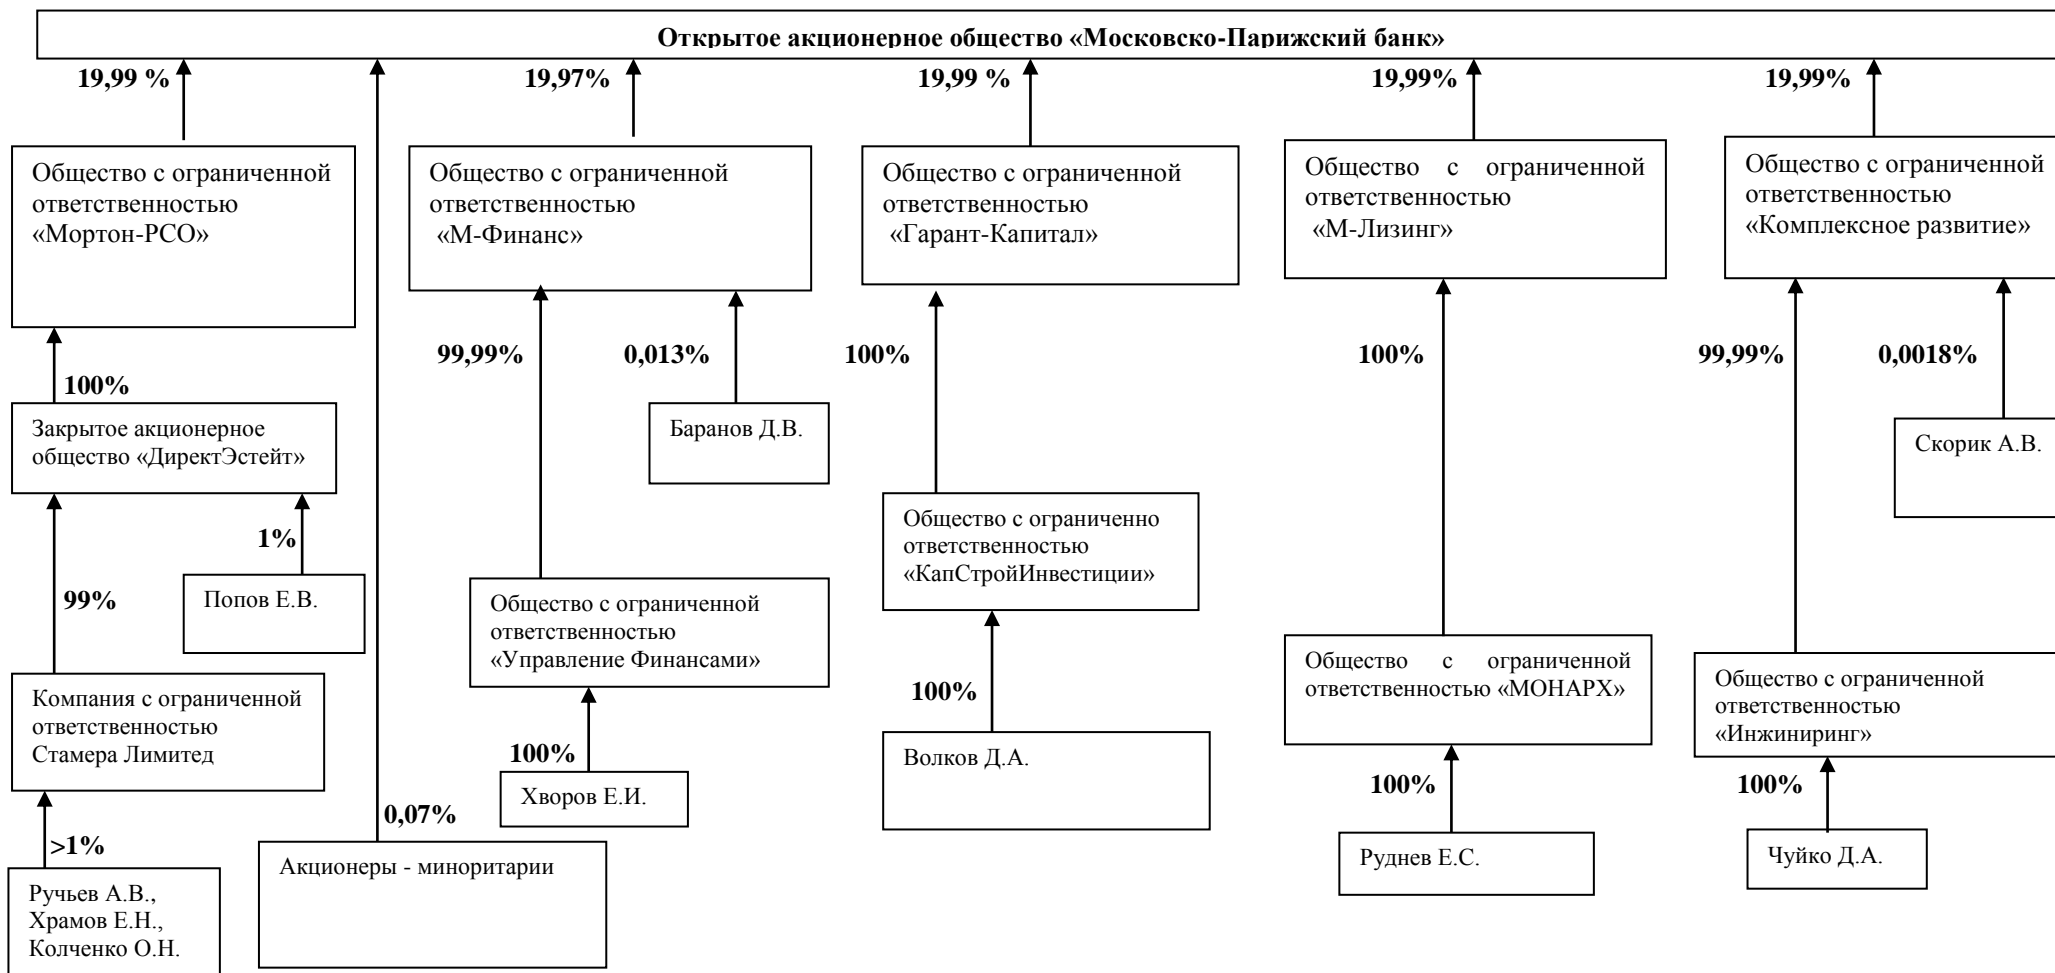 Открытое акционерное общество «Московско-Парижский банк»
19,99 %
19,97%
19,99 %
19,99%
19,99%
Общество с ограниченной
ответственностью
«Мортон-РСО»
Общество с ограниченной
ответственностью
«М-Финанс»
Общество с ограниченной
ответственностью
«Гарант-Капитал»
Общество с ограниченной
ответственностью
«М-Лизинг»
Общество с ограниченной
ответственностью
«Комплексное развитие»
100%
99,99%
0,013%
100%
100%
99,99%
0,0018%
Закрытое акционерное
общество «ДиректЭстейт»
Баранов Д.В.
Скорик А.В.
99%
1%
Попов Е.В.
Общество с ограниченной
ответственностью
«Управление Финансами»
Общество с ограниченно
ответственностью
«КапСтройИнвестиции»
Общество с ограниченной
ответственностью «МОНАРХ»
Общество с ограниченной
ответственностью
«Инжиниринг»
Компания с ограниченной
ответственностью
Стамера Лимитед
100%
100%
100%
100%
Хворов Е.И.
Волков Д.А.
Руднев Е.С.
Чуйко Д.А.
>1%
0,07%
Ручьев А.В.,
Храмов Е.Н.,
Колченко О.Н.
Акционеры - миноритарии